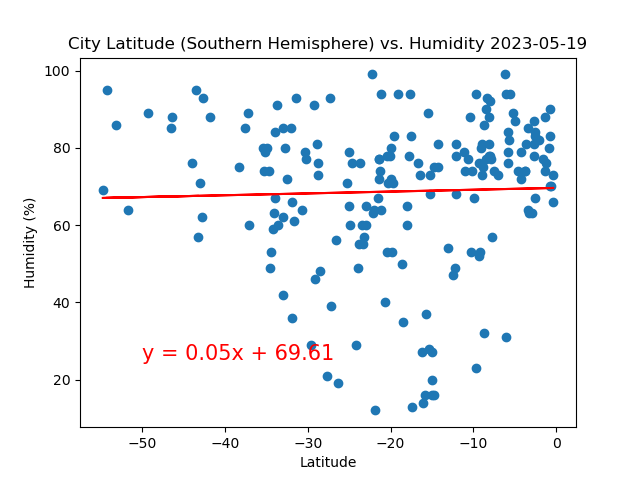 City Latitude (Southern Hemisphere) vs. Humidity 2023-05-19
Humidity (%)
100
80
60
40
20
y = 0.05x + 69.61
−50 −40 −30 −20 −10 0
Latitude